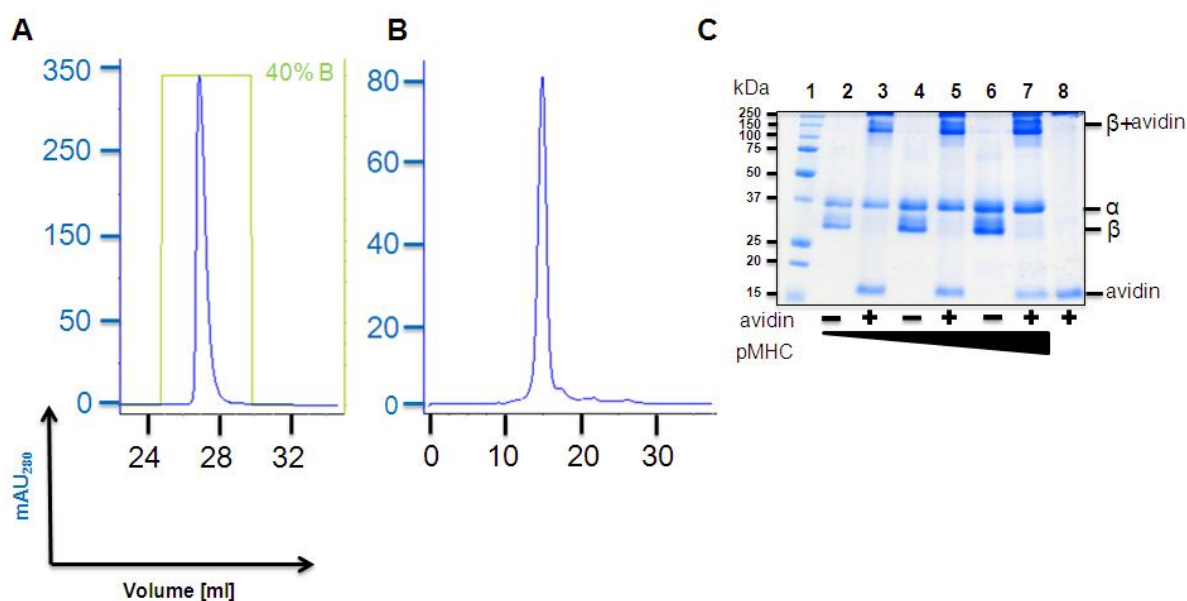 A
350
250
150
50
0
24 28 32
40% B
mAU280
Volume [ml]
B
80
60
40
20
0
0 10 20 30
C
kDa 1 2 3 4 5 6 7 8
250
150
100
75
50
37
25
20
15
β+avidin
α
β
avidin
avidin − + − + − + +
pMHC